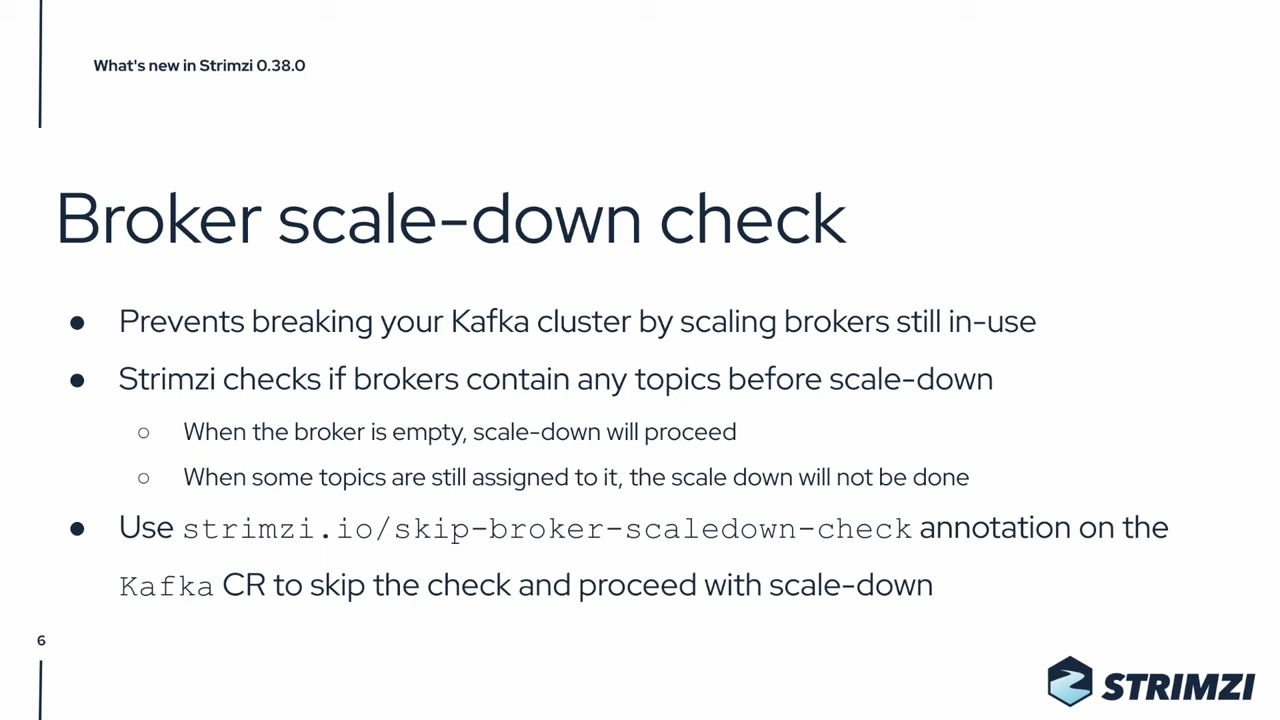 What's new in Strimzi 0.38.0
Broker scale-down check
● Prevents breaking your Kafka cluster by scaling brokers still in-use
● Strimzi checks if brokers contain any topics before scale-down
○ When the broker is empty, scale-down will proceed
○ When some topics are still assigned to it, the scale down will not be done
● Use strimzi.io/skip-broker-scaledown-check annotation on the
Kafka CR to skip the check and proceed with scale-down
6
STRIMZI